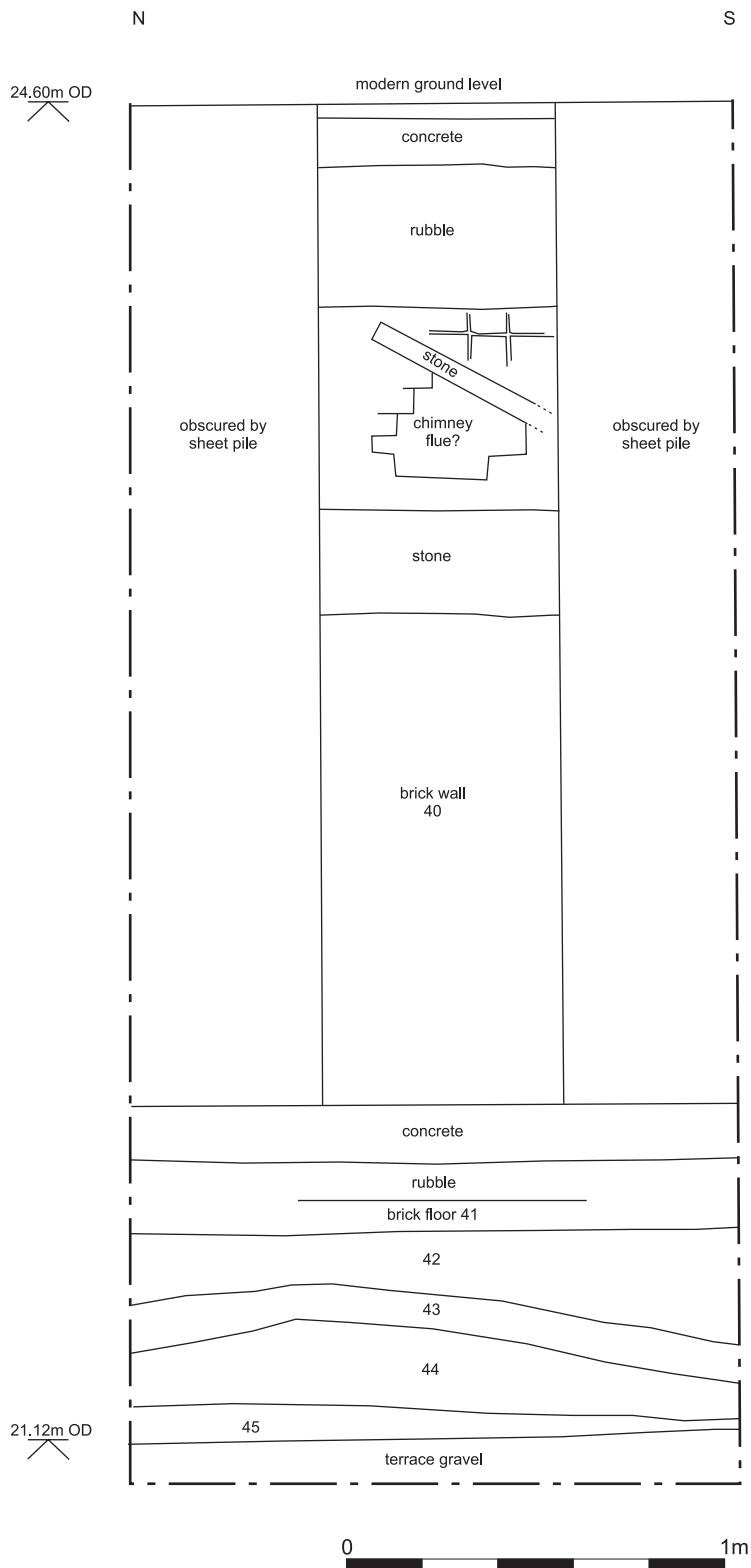 N
S
24.60m OD
modern ground level
concrete
rubble
stone
obscured by
sheet pile
chimney
flue?
obscured by
sheet pile
stone
brick wall
40
concrete
rubble
brick floor 41
42
43
44
45
21.12m OD
terrace gravel
0
1m